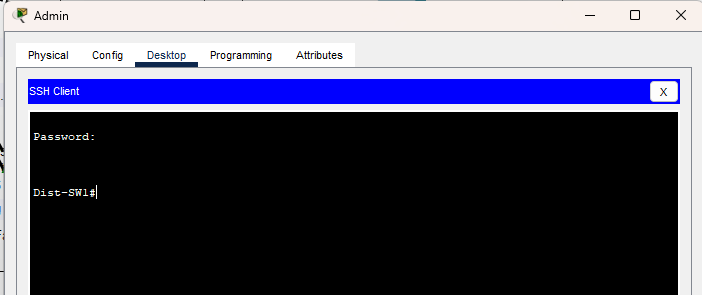 Admin
Physical Config Desktop Programming Attributes
SSH Client X
Password:
Dist-SW1#